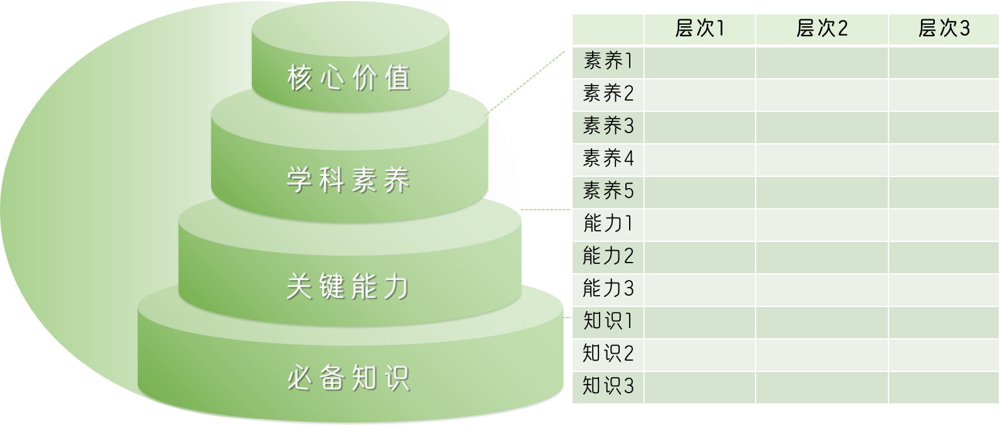 核心价值
学科素养
关键能力
必备知识
层次1 层次2 层次3
素养1
素养2
素养3
素养4
素养5
能力1
能力2
能力3
知识1
知识2
知识3